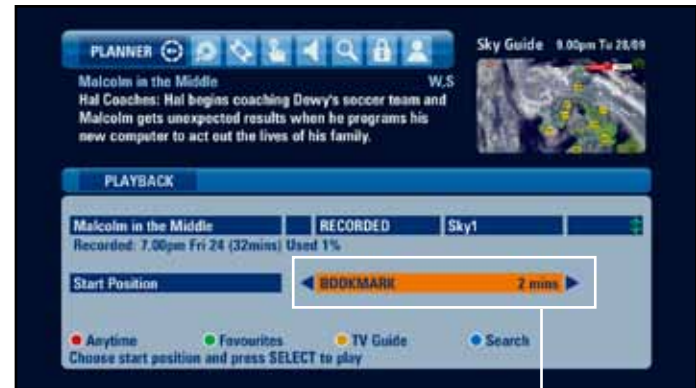 PLANNER
Sky Guide 9.00pm Tu 28/09
Malcolm in the Middle W,S
Hal Coaches: Hal begins coaching Dewy's soccer team and
Malcolm gets unexpected results when he programs his
new computer to act out the lives of his family.
PLAYBACK
Malcolm in the Middle RECORDED Sky1
Recorded: 7.00pm Fri 24 (32mins) Used 1%
Start Position BOOKMARK 2 mins
Anytime Favourites TV Guide Search
Choose start position and press SELECT to play